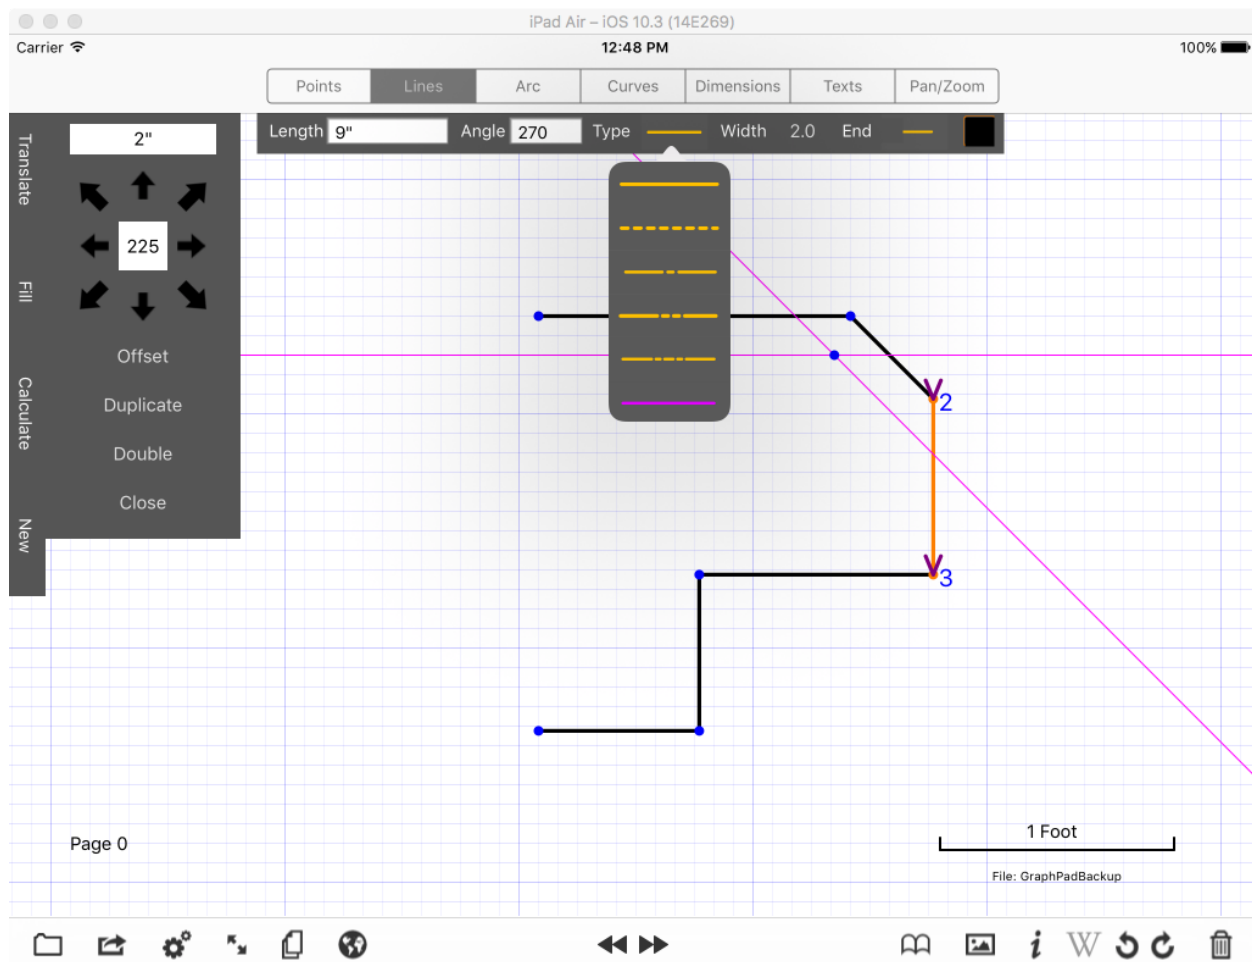 iPad Air – iOS 10.3 (14E269)
Carrier 12:48 PM 100%
Points Lines Arc Curves Dimensions Texts Pan/Zoom
Length 9" Angle 270 Type Width 2.0 End
2"
Translate
225
Fill
Offset
Calculate
Duplicate
Double
Close
New
2
3
Page 0
1 Foot
File: GraphPadBackup
i W